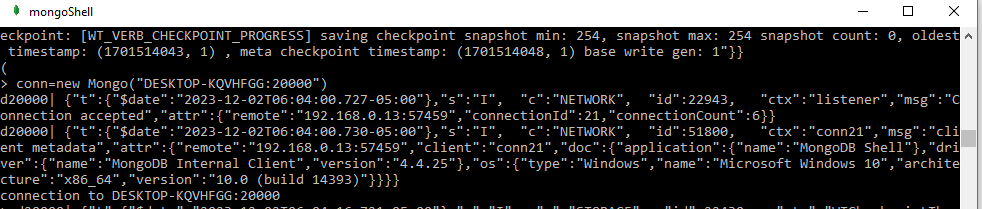 mongoShell
eckpoint: [WT_VERB_CHECKPOINT_PROGRESS] saving checkpoint snapshot min: 254, snapshot max: 254 snapshot count: 0, oldest
timestamp: (1701514043, 1) , meta checkpoint timestamp: (1701514048, 1) base write gen: 1"}}
(
> conn=new Mongo("DESKTOP-KQVHFGG:20000")
d20000| {"t":{"$date":"2023-12-02T06:04:00.727-05:00"},"s":"I", "c":"NETWORK", "id":22943, "ctx":"listener","msg":"C
onnection accepted","attr":{"remote":"192.168.0.13:57459","connectionId":21,"connectionCount":6}}
d20000| {"t":{"$date":"2023-12-02T06:04:00.730-05:00"},"s":"I", "c":"NETWORK", "id":51800, "ctx":"conn21","msg":"cli
ent metadata","attr":{"remote":"192.168.0.13:57459","client":"conn21","doc":{"application":{"name":"MongoDB Shell"},"dri
ver":{"name":"MongoDB Internal Client","version":"4.4.25"},"os":{"type":"Windows","name":"Microsoft Windows 10","archite
cture":"x86_64","version":"10.0 (build 14393)"}}}}
connection to DESKTOP-KQVHFGG:20000